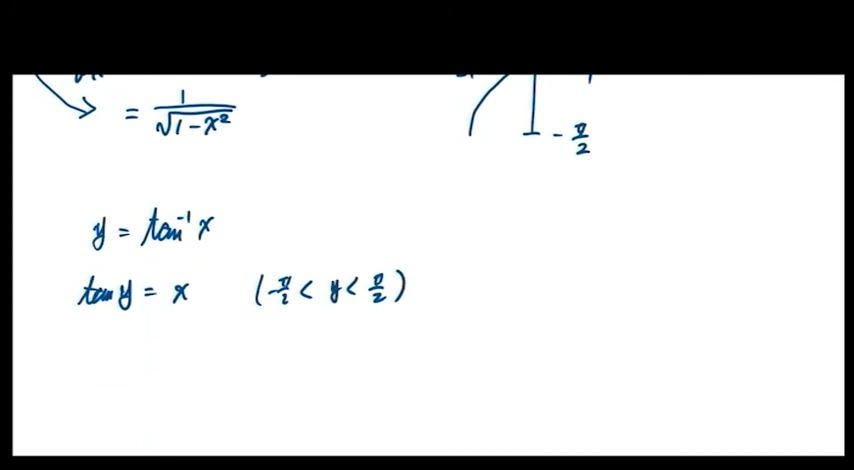 = 1/√(1-x²)
- π/2
y = tan⁻¹ x
tan y = x (-π/2 < y < π/2)